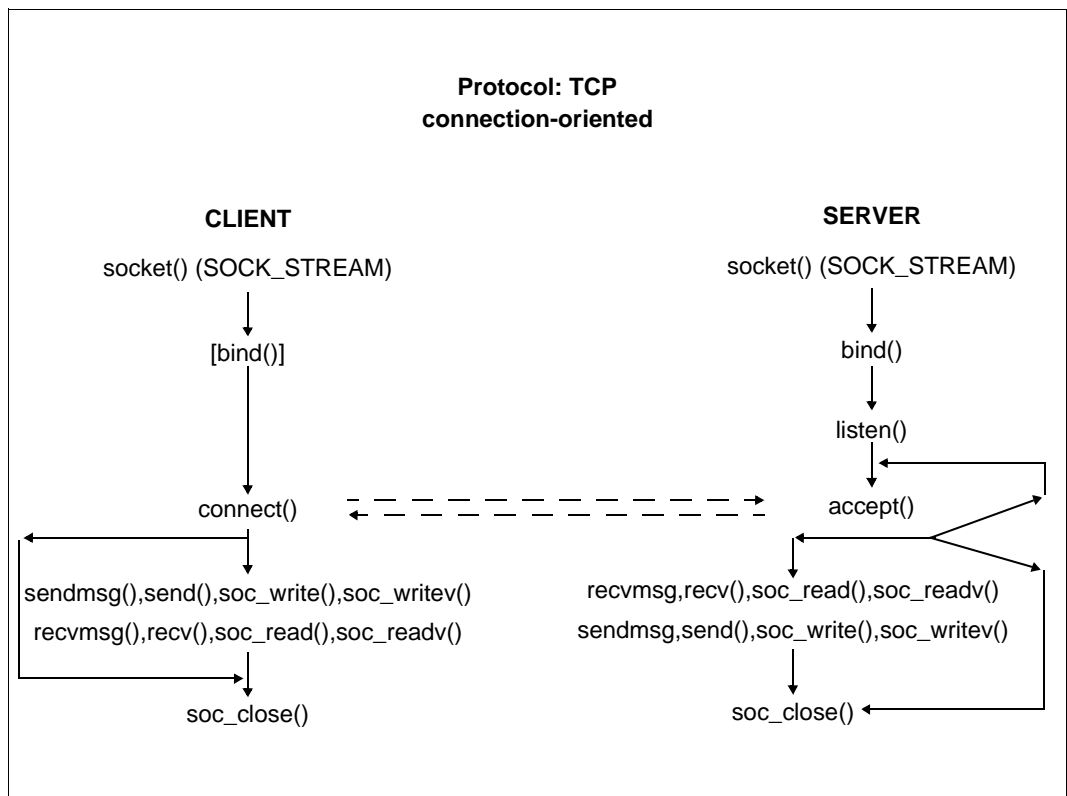 Protocol: TCP
connection-oriented
CLIENT
socket() (SOCK_STREAM)
[bind()]
connect()
sendmsg(),send(),soc_write(),soc_writev()
recvmsg(),recv(),soc_read(),soc_readv()
soc_close()
SERVER
socket() (SOCK_STREAM)
bind()
listen()
accept()
recvmsg,recv(),soc_read(),soc_readv()
sendmsg,send(),soc_write(),soc_writev()
soc_close()